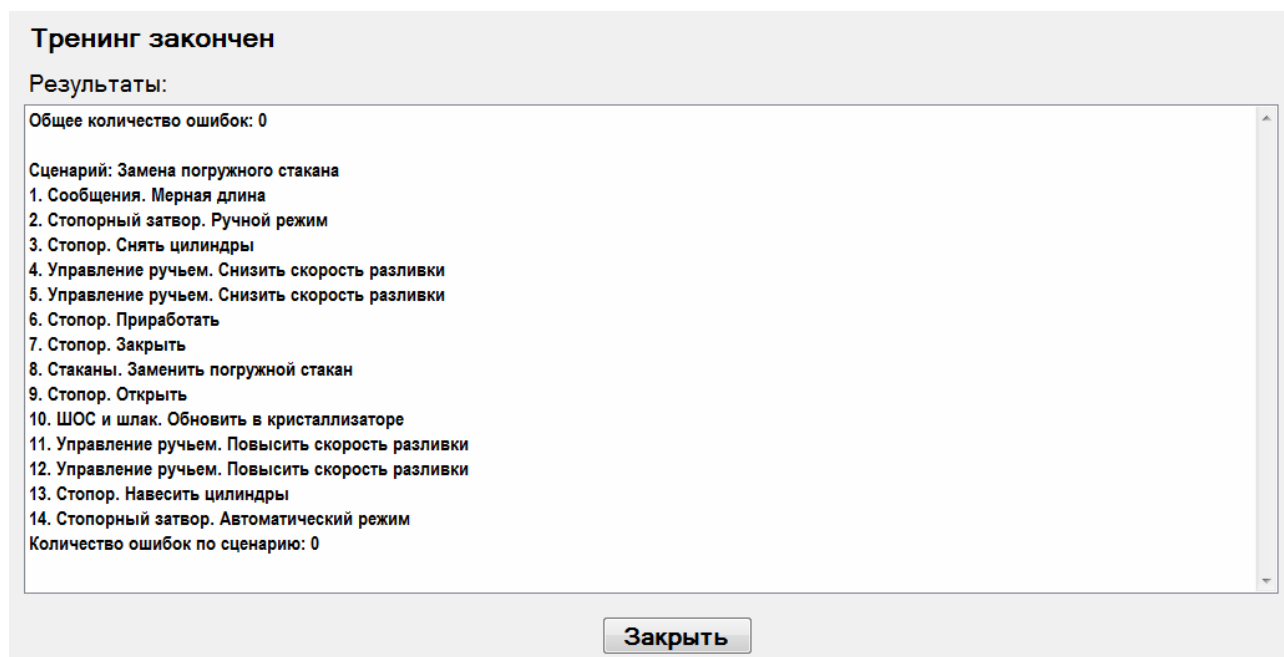 Тренинг закончен
Результаты:
Общее количество ошибок: 0
Сценарий: Замена погружного стакана
1. Сообщения. Мерная длина
2. Стопорный затвор. Ручной режим
3. Стопор. Снять цилиндры
4. Управление ручьем. Снизить скорость разливки
5. Управление ручьем. Снизить скорость разливки
6. Стопор. Приработать
7. Стопор. Закрыть
8. Стаканы. Заменить погружной стакан
9. Стопор. Открыть
10. ШОС и шлак. Обновить в кристаллизаторе
11. Управление ручьем. Повысить скорость разливки
12. Управление ручьем. Повысить скорость разливки
13. Стопор. Навесить цилиндры
14. Стопорный затвор. Автоматический режим
Количество ошибок по сценарию: 0
Закрыть